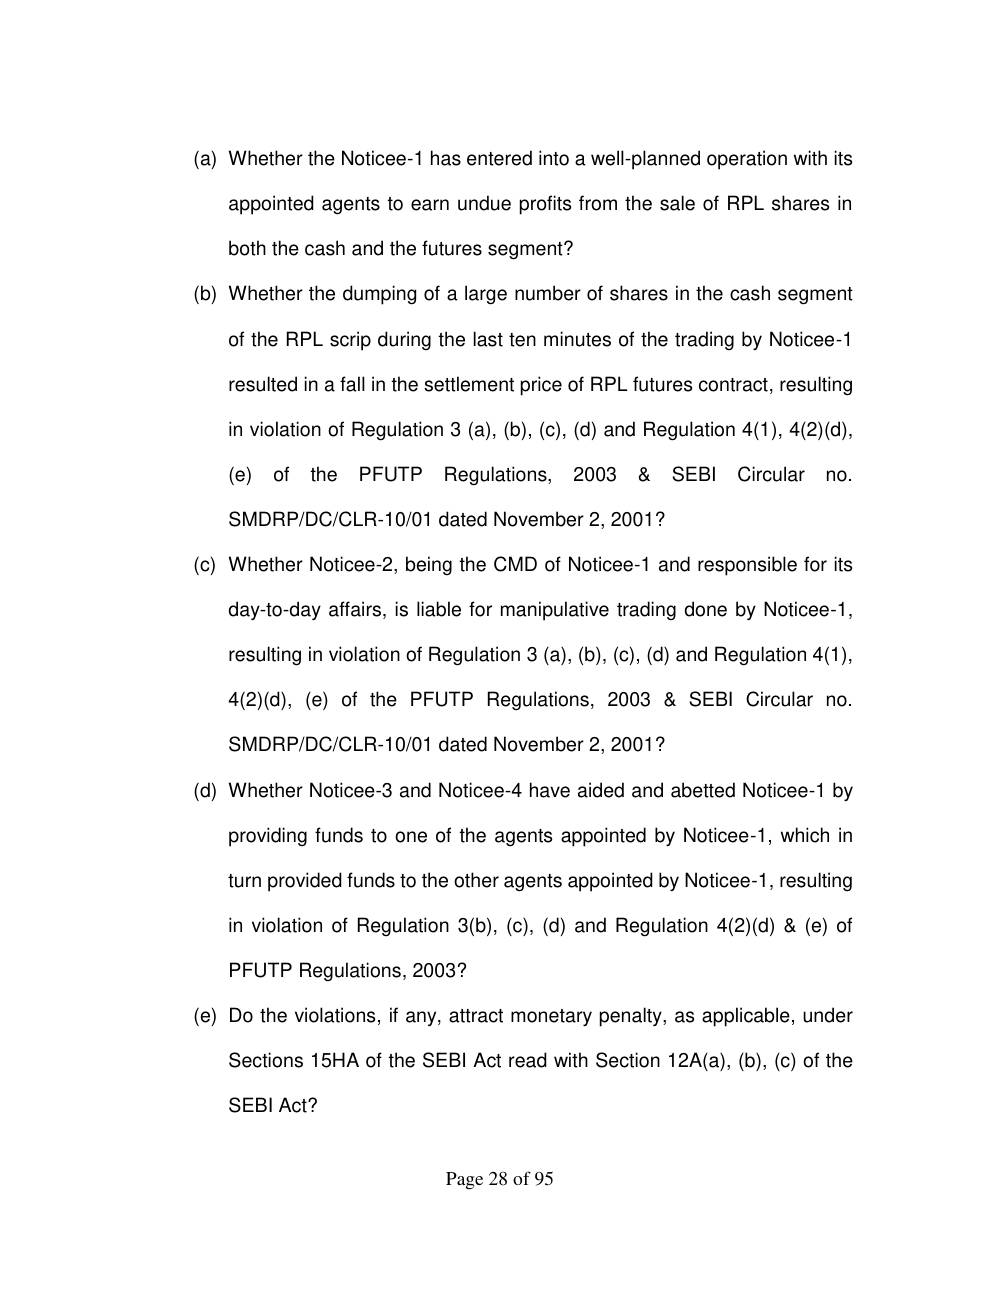 (a) Whether the Noticee-1 has entered into a well-planned operation with its
appointed agents to earn undue profits from the sale of RPL shares in
both the cash and the futures segment?
(b) Whether the dumping of a large number of shares in the cash segment
of the RPL scrip during the last ten minutes of the trading by Noticee-1
resulted in a fall in the settlement price of RPL futures contract, resulting
in violation of Regulation 3 (a), (b), (c), (d) and Regulation 4(1), 4(2)(d),
(e) of the PFUTP Regulations, 2003 & SEBI Circular no.
SMDRP/DC/CLR-10/01 dated November 2, 2001?
(c) Whether Noticee-2, being the CMD of Noticee-1 and responsible for its
day-to-day affairs, is liable for manipulative trading done by Noticee-1,
resulting in violation of Regulation 3 (a), (b), (c), (d) and Regulation 4(1),
4(2)(d), (e) of the PFUTP Regulations, 2003 & SEBI Circular no.
SMDRP/DC/CLR-10/01 dated November 2, 2001?
(d) Whether Noticee-3 and Noticee-4 have aided and abetted Noticee-1 by
providing funds to one of the agents appointed by Noticee-1, which in
turn provided funds to the other agents appointed by Noticee-1, resulting
in violation of Regulation 3(b), (c), (d) and Regulation 4(2)(d) & (e) of
PFUTP Regulations, 2003?
(e) Do the violations, if any, attract monetary penalty, as applicable, under
Sections 15HA of the SEBI Act read with Section 12A(a), (b), (c) of the
SEBI Act?
Page 28 of 95